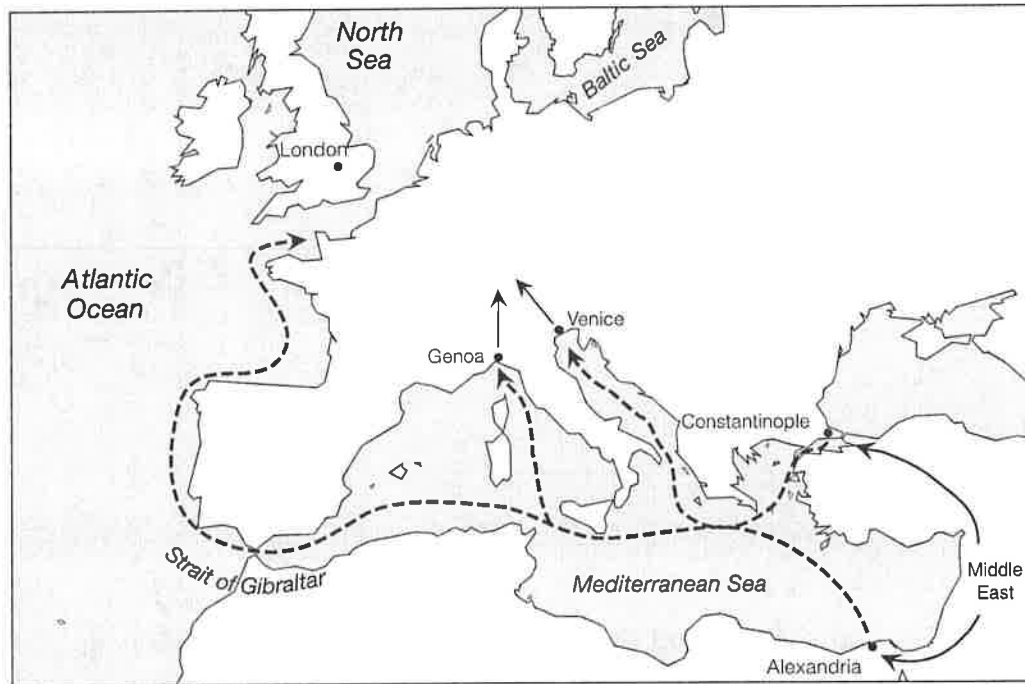 North
Sea
Baltic Sea
London
Atlantic
Ocean
Venice
Genoa
Constantinople
Strait of Gibraltar
Mediterranean Sea
Middle
East
Alexandria